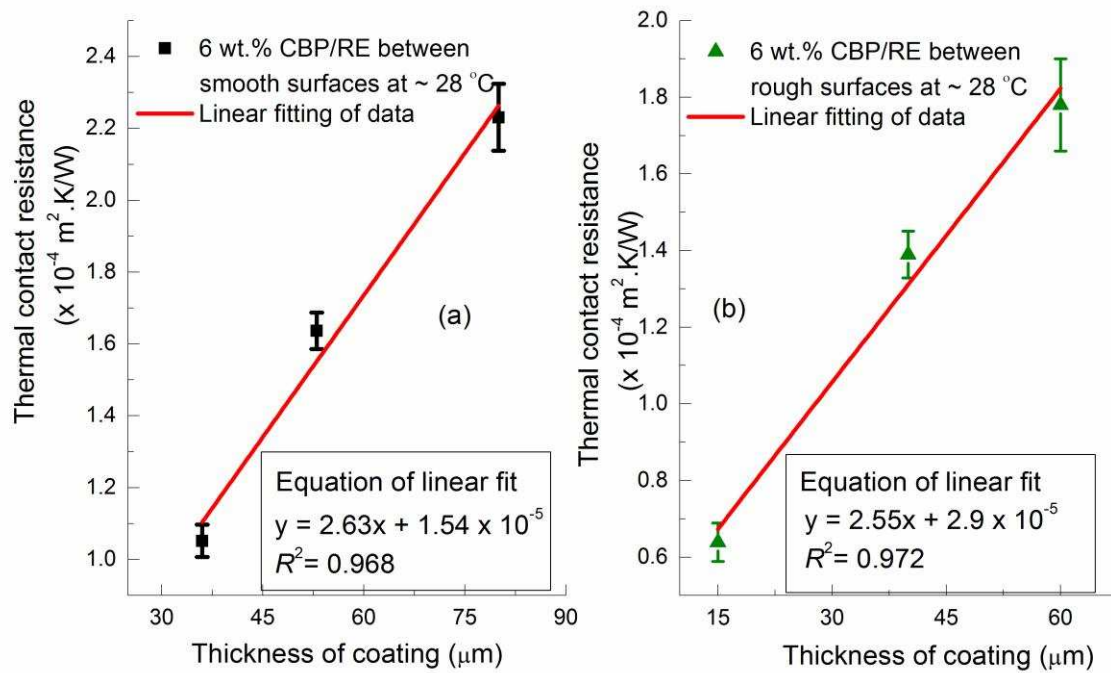 6 wt.% CBP/RE between
smooth surfaces at ~ 28 °C
Linear fitting of data
2.4
2.2
2.0
1.8
1.6
1.4
1.2
1.0
Thermal contact resistance
(x 10⁻⁴ m².K/W)
(a)
Equation of linear fit
y = 2.63x + 1.54 x 10⁻⁵
R²= 0.968
30
45
60
75
90
Thickness of coating (μm)
6 wt.% CBP/RE between
rough surfaces at ~ 28 °C
Linear fitting of data
2.0
1.8
1.6
1.4
1.2
1.0
0.8
0.6
Thermal contact resistance
(x 10⁻⁴ m².K/W)
(b)
Equation of linear fit
y = 2.55x + 2.9 x 10⁻⁵
R²= 0.972
15
30
45
60
Thickness of coating (μm)